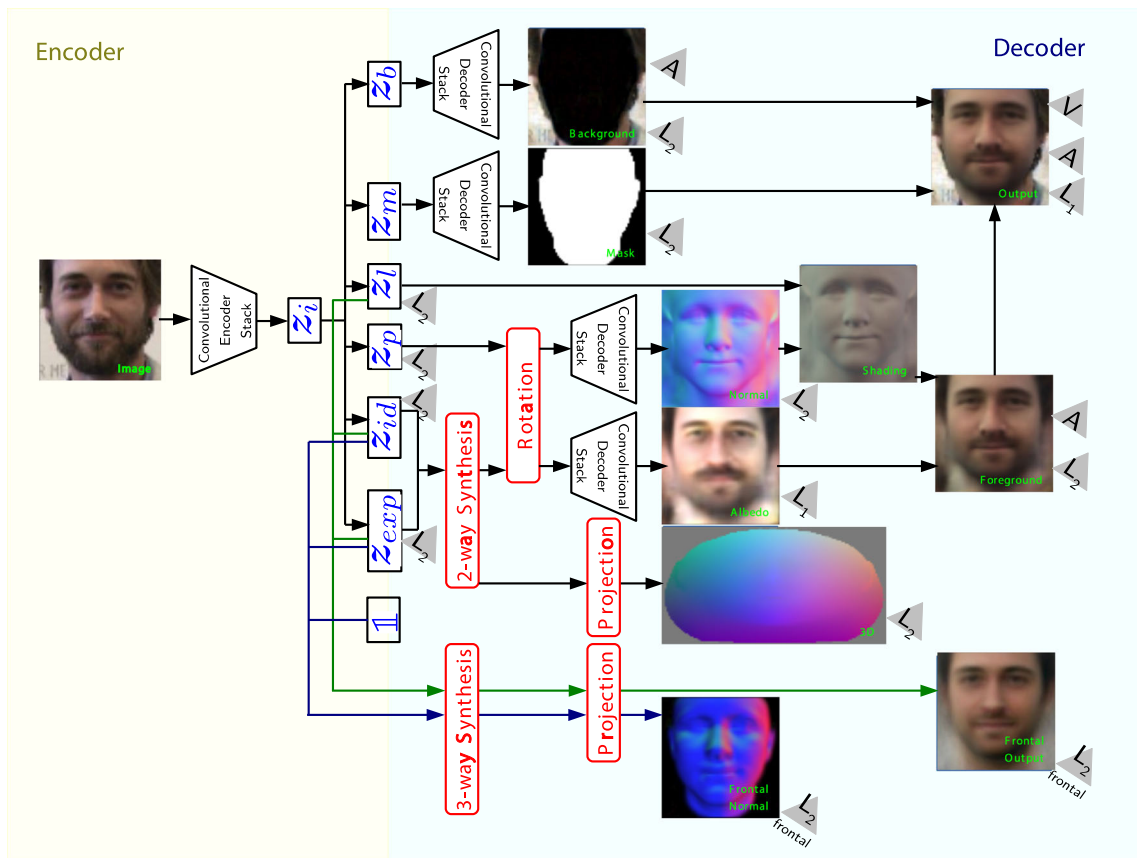 Encoder
Decoder
Image
Convolutional
Encoder
Stack
z_i
z_b
z_m
z_l
L_2
z_p
L_2
z_id
L_2
z_exp
L_2
𝟙
Convolutional
Decoder
Stack
Background
A
L_2
Convolutional
Decoder
Stack
Mask
L_2
Output
V
A
L_1
2-way Synthesis
Rotation
Convolutional
Decoder
Stack
Normal
L_2
Shading
Convolutional
Decoder
Stack
Albedo
L_1
Foreground
A
L_2
Projection
3D
L_2
3-way Synthesis
Projection
Frontal
Normal
L_2
frontal
Frontal
Output
L_2
frontal